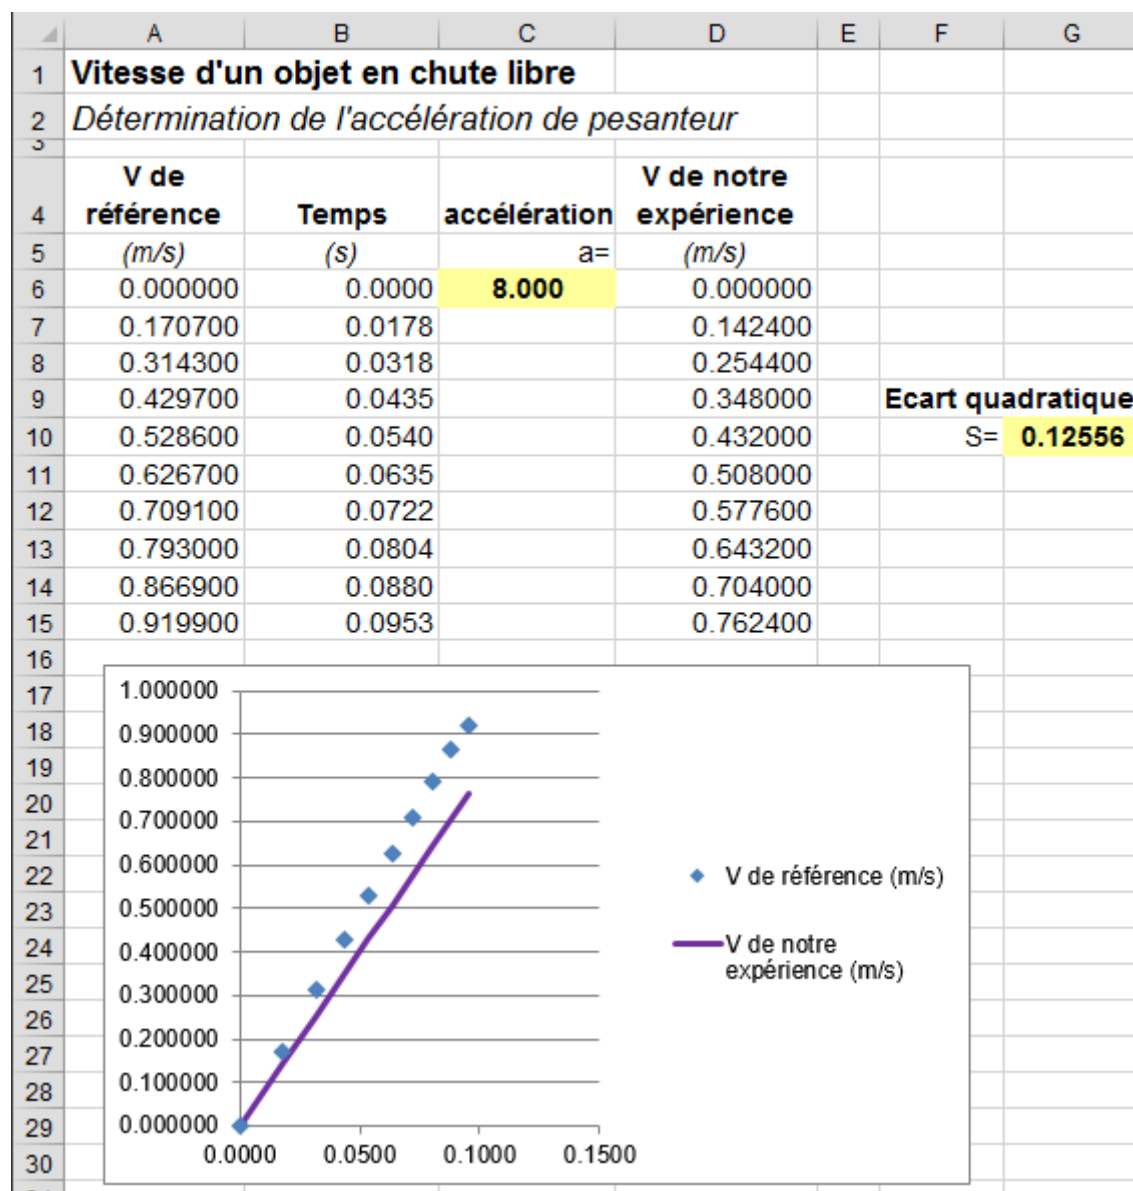 A B C D E F G
1 Vitesse d'un objet en chute libre
2 Détermination de l'accélération de pesanteur
3
V de V de notre
4 référence Temps accélération expérience
5 (m/s) (s) a= (m/s)
6 0.000000 0.0000 8.000 0.000000
7 0.170700 0.0178 0.142400
8 0.314300 0.0318 0.254400
9 0.429700 0.0435 0.348000 Ecart quadratique
10 0.528600 0.0540 0.432000 S= 0.12556
11 0.626700 0.0635 0.508000
12 0.709100 0.0722 0.577600
13 0.793000 0.0804 0.643200
14 0.866900 0.0880 0.704000
15 0.919900 0.0953 0.762400
16
17 1.000000
18 0.900000
19 0.800000
20 0.700000
21 0.600000
22 V de référence (m/s)
23 0.500000
24 0.400000 V de notre
25 0.300000 expérience (m/s)
26 0.200000
27
28 0.100000
29 0.000000
30 0.0000 0.0500 0.1000 0.1500